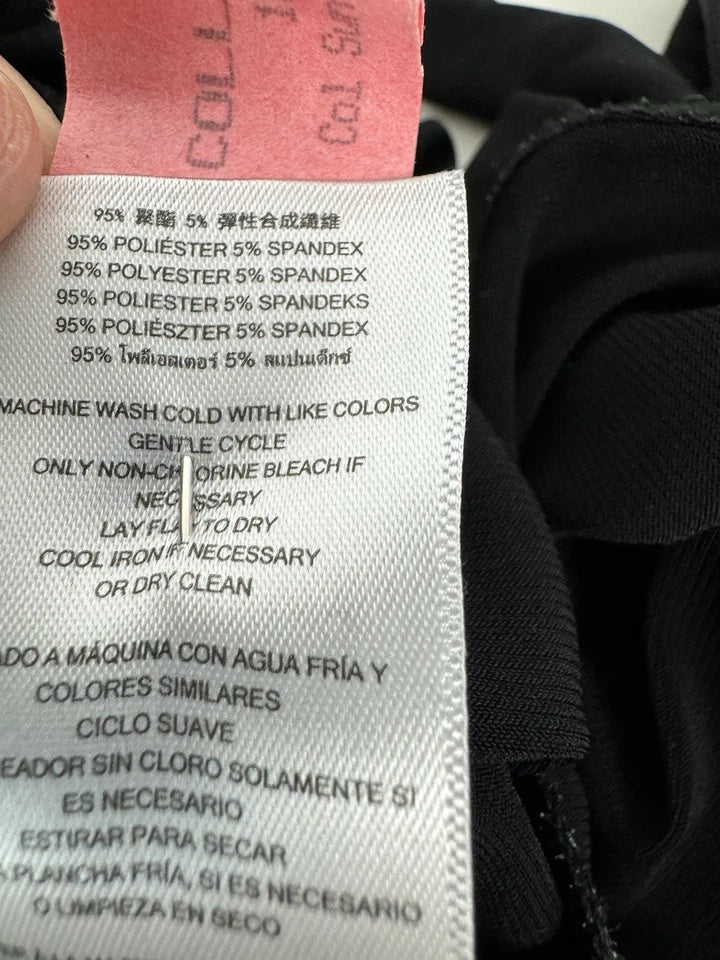 COLL
Col Sun
95% 聚酯 5% 彈性合成纖維
95% POLIÉSTER 5% SPANDEX
95% POLYESTER 5% SPANDEX
95% POLIESTER 5% SPANDEKS
95% POLIÉSZTER 5% SPANDEX
95% โพลีเอสเตอร์ 5% สแปนเด็กซ์
MACHINE WASH COLD WITH LIKE COLORS
GENTLE CYCLE
ONLY NON-CHLORINE BLEACH IF
NECESSARY
LAY FLAT TO DRY
COOL IRON IF NECESSARY
OR DRY CLEAN
ADO A MÁQUINA CON AGUA FRÍA Y
COLORES SIMILARES
CICLO SUAVE
EADOR SIN CLORO SOLAMENTE SI
ES NECESARIO
ESTIRAR PARA SECAR
PLANCHA FRÍA, SI ES NECESARIO
O LIMPIEZA EN SECO